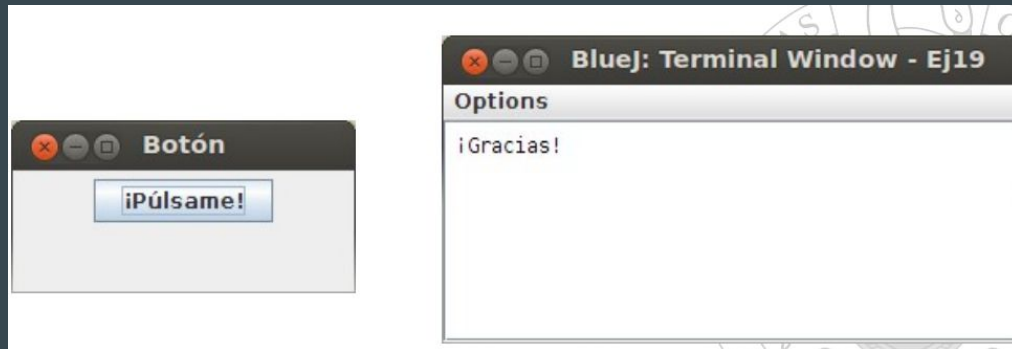 Botón
¡Púlsame!
BlueJ: Terminal Window - Ej19
Options
¡Gracias!